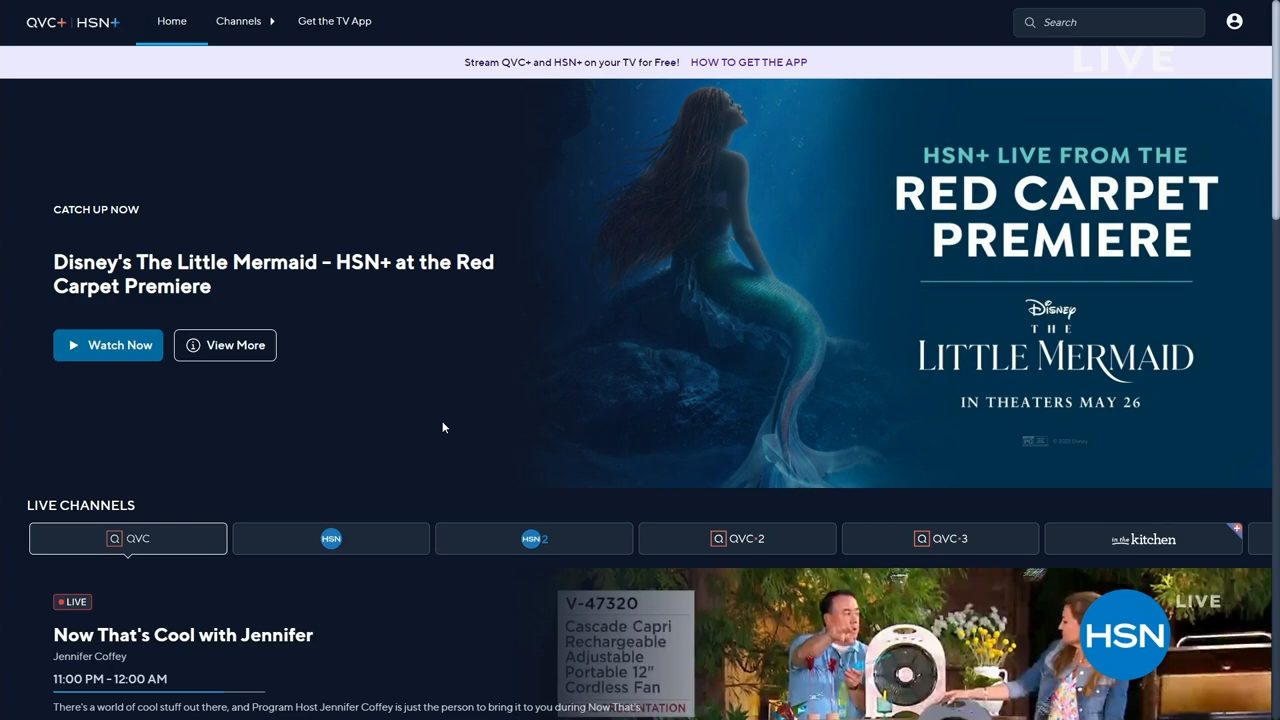 QVC+ | HSN+
Home
Channels
Get the TV App
Search
Stream QVC+ and HSN+ on your TV for Free! HOW TO GET THE APP
LIVE
CATCH UP NOW
Disney's The Little Mermaid – HSN+ at the Red
Carpet Premiere
Watch Now
View More
HSN+ LIVE FROM THE
RED CARPET
PREMIERE
Disney
THE
LITTLE MERMAID
IN THEATERS MAY 26
© 2023 Disney
LIVE CHANNELS
QVC
HSN
HSN 2
QVC•2
QVC•3
in the kitchen
LIVE
Now That's Cool with Jennifer
Jennifer Coffey
11:00 PM - 12:00 AM
There's a world of cool stuff out there, and Program Host Jennifer Coffey is just the person to bring it to you during Now That's
V-47320
Cascade Capri
Rechargeable
Adjustable
Portable 12"
Cordless Fan
HSN
LIVE